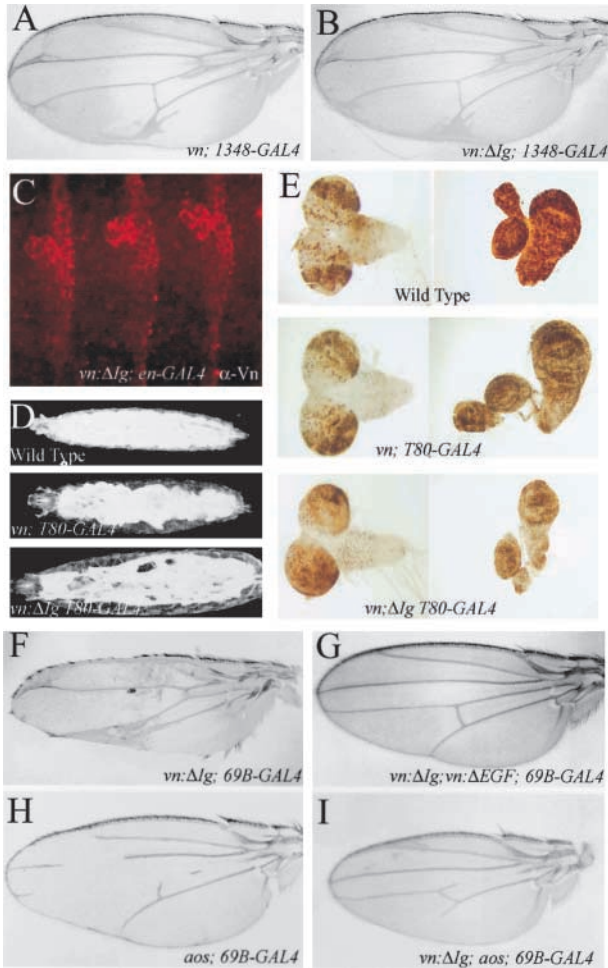 A
vn; 1348-GAL4
B
vn:ΔIg; 1348-GAL4
C
vn:ΔIg; en-GAL4 α-Vn
D
Wild Type
vn; T80-GAL4
vn;ΔIg T80-GAL4
E
Wild Type
vn; T80-GAL4
vn;ΔIg T80-GAL4
F
vn:ΔIg; 69B-GAL4
G
vn:ΔIg;vn:ΔEGF; 69B-GAL4
H
aos; 69B-GAL4
I
vn:ΔIg; aos; 69B-GAL4